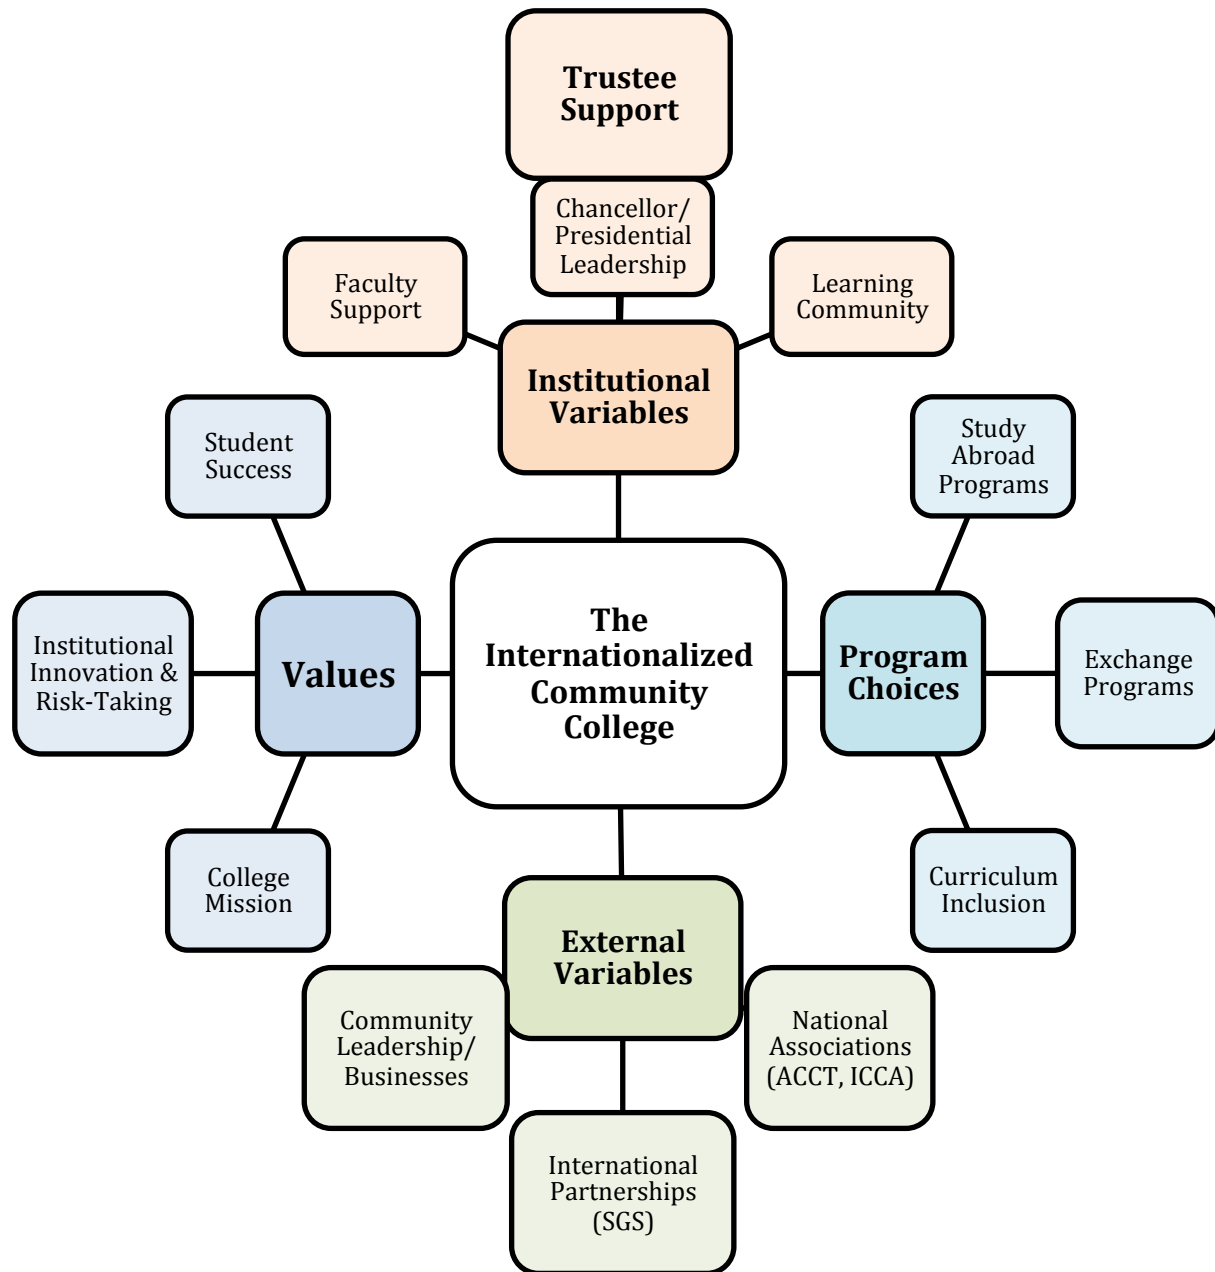 Trustee
Support
Chancellor/
Presidential
Leadership
Faculty
Support
Learning
Community
Institutional
Variables
Student
Success
Study
Abroad
Programs
Institutional
Innovation &
Risk-Taking
Values
The
Internationalized
Community
College
Program
Choices
Exchange
Programs
College
Mission
Curriculum
Inclusion
External
Variables
Community
Leadership/
Businesses
National
Associations
(ACCT, ICCA)
International
Partnerships
(SGS)